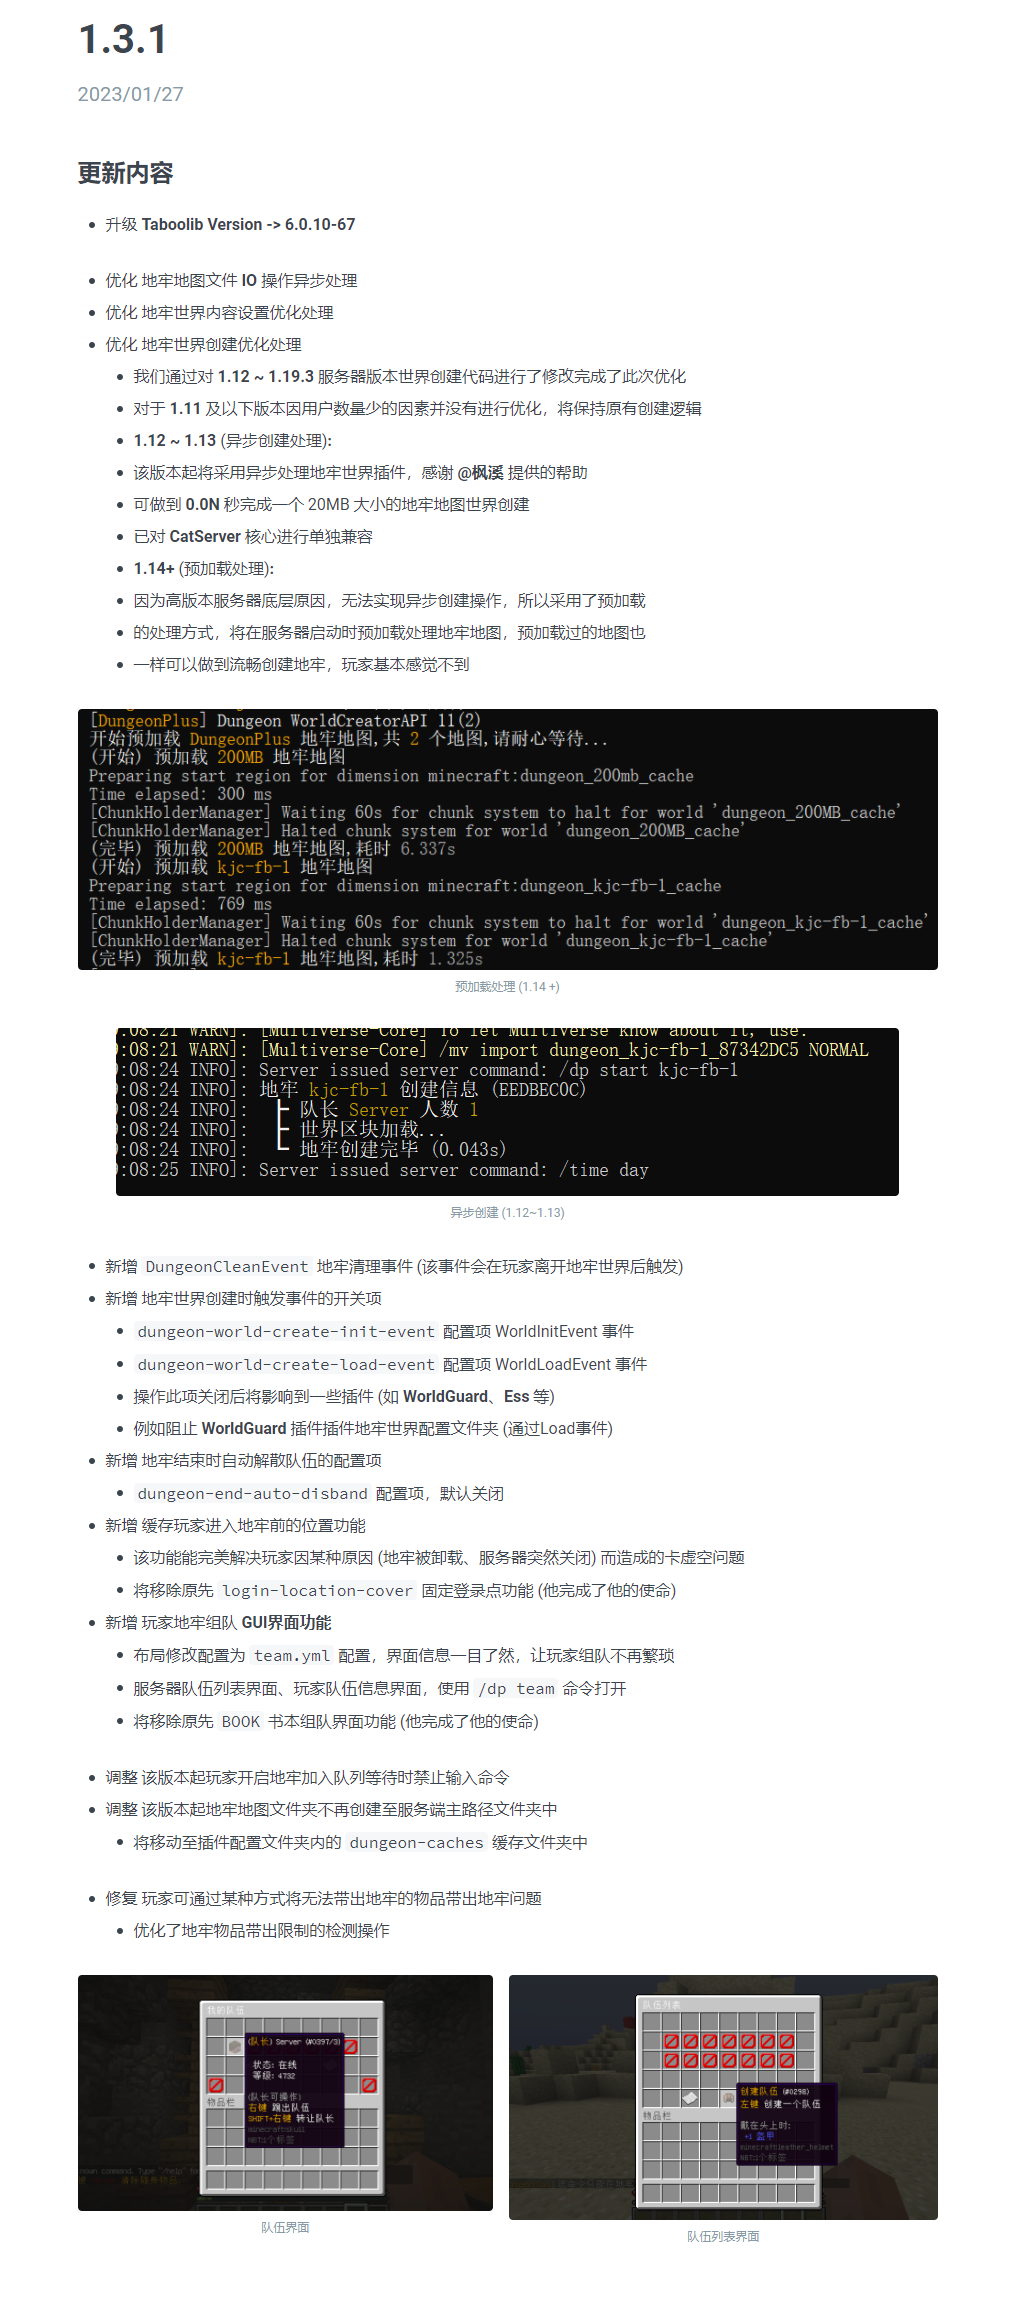 1.3.1
2023/01/27
更新内容
升级 Taboolib Version -> 6.0.10-67
优化 地牢地图文件 IO 操作异步处理
优化 地牢世界内容设置优化处理
优化 地牢世界创建优化处理
我们通过对 1.12 ~ 1.19.3 服务器版本世界创建代码进行了修改完成了此次优化
对于 1.11 及以下版本因用户数量少的因素并没有进行优化，将保持原有创建逻辑
1.12 ~ 1.13 (异步创建处理):
该版本起将采用异步处理地牢世界插件，感谢 @枫溪 提供的帮助
可做到 0.0N 秒完成一个 20MB 大小的地牢地图世界创建
已对 CatServer 核心进行单独兼容
1.14+ (预加载处理):
因为高版本服务器底层原因，无法实现异步创建操作，所以采用了预加载
的处理方式，将在服务器启动时预加载处理地牢地图，预加载过的地图也
一样可以做到流畅创建地牢，玩家基本感觉不到
[DungeonPlus] Dungeon WorldCreatorAPI 11(2)
开始预加载 DungeonPlus 地牢地图,共 2 个地图,请耐心等待...
(开始) 预加载 200MB 地牢地图
Preparing start region for dimension minecraft:dungeon_200mb_cache
Time elapsed: 300 ms
[ChunkHolderManager] Waiting 60s for chunk system to halt for world 'dungeon_200MB_cache'
[ChunkHolderManager] Halted chunk system for world 'dungeon_200MB_cache'
(完毕) 预加载 200MB 地牢地图,耗时 6.337s
(开始) 预加载 kjc-fb-1 地牢地图
Preparing start region for dimension minecraft:dungeon_kjc-fb-1_cache
Time elapsed: 769 ms
[ChunkHolderManager] Waiting 60s for chunk system to halt for world 'dungeon_kjc-fb-1_cache'
[ChunkHolderManager] Halted chunk system for world 'dungeon_kjc-fb-1_cache'
(完毕) 预加载 kjc-fb-1 地牢地图,耗时 1.325s
预加载处理 (1.14 +)
:08:21 WARN]: [Multiverse-Core] To let Multiverse know about it, use:
:08:21 WARN]: [Multiverse-Core] /mv import dungeon_kjc-fb-1_87342DC5 NORMAL
:08:24 INFO]: Server issued server command: /dp start kjc-fb-1
:08:24 INFO]: 地牢 kjc-fb-1 创建信息 (EEDBEC0C)
:08:24 INFO]: ┣ 队长 Server 人数 1
:08:24 INFO]: ┣ 世界区块加载...
:08:24 INFO]: ┗ 地牢创建完毕 (0.043s)
:08:25 INFO]: Server issued server command: /time day
异步创建 (1.12~1.13)
新增 DungeonCleanEvent 地牢清理事件 (该事件会在玩家离开地牢世界后触发)
新增 地牢世界创建时触发事件的开关项
dungeon-world-create-init-event 配置项 WorldInitEvent 事件
dungeon-world-create-load-event 配置项 WorldLoadEvent 事件
操作此项关闭后将影响到一些插件 (如 WorldGuard、Ess 等)
例如阻止 WorldGuard 插件插件地牢世界配置文件夹 (通过Load事件)
新增 地牢结束时自动解散队伍的配置项
dungeon-end-auto-disband 配置项，默认关闭
新增 缓存玩家进入地牢前的位置功能
该功能能完美解决玩家因某种原因 (地牢被卸载、服务器突然关闭) 而造成的卡虚空问题
将移除原先 login-location-cover 固定登录点功能 (他完成了他的使命)
新增 玩家地牢组队 GUI界面功能
布局修改配置为 team.yml 配置，界面信息一目了然，让玩家组队不再繁琐
服务器队伍列表界面、玩家队伍信息界面，使用 /dp team 命令打开
将移除原先 BOOK 书本组队界面功能 (他完成了他的使命)
调整 该版本起玩家开启地牢加入队列等待时禁止输入命令
调整 该版本起地牢地图文件夹不再创建至服务端主路径文件夹中
将移动至插件配置文件夹内的 dungeon-caches 缓存文件夹中
修复 玩家可通过某种方式将无法带出地牢的物品带出地牢问题
优化了地牢物品带出限制的检测操作
我的队伍
(队长) Server (#0397/3)
状态: 在线
等级: 4732
(队长可操作)
右键 踢出队伍
SHIFT+右键 转让队长
minecraft:skull
NBT:1个标签
物品栏
队伍界面
队伍列表
创建队伍 (#0298)
左键 创建一个队伍
戴在头上时:
+1 盔甲
minecraft:leather_helmet
NBT:1个标签
物品栏
队伍列表界面